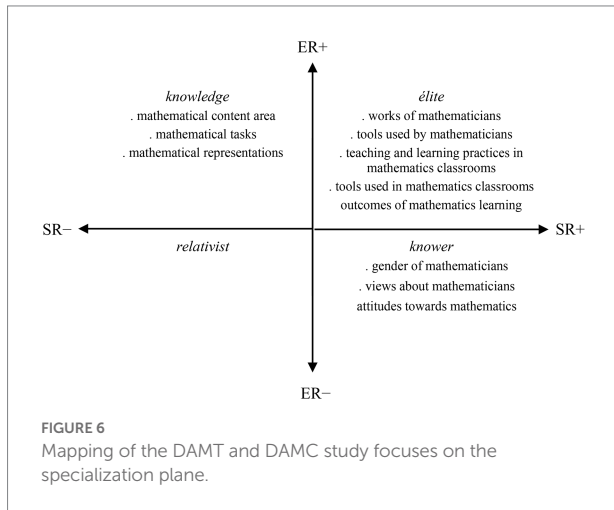 ER+
knowledge
. mathematical content area
. mathematical tasks
. mathematical representations
élite
. works of mathematicians
. tools used by mathematicians
. teaching and learning practices in
mathematics classrooms
. tools used in mathematics classrooms
outcomes of mathematics learning
SR−
SR+
relativist
knower
. gender of mathematicians
. views about mathematicians
attitudes towards mathematics
ER−
FIGURE 6
Mapping of the DAMT and DAMC study focuses on the
specialization plane.